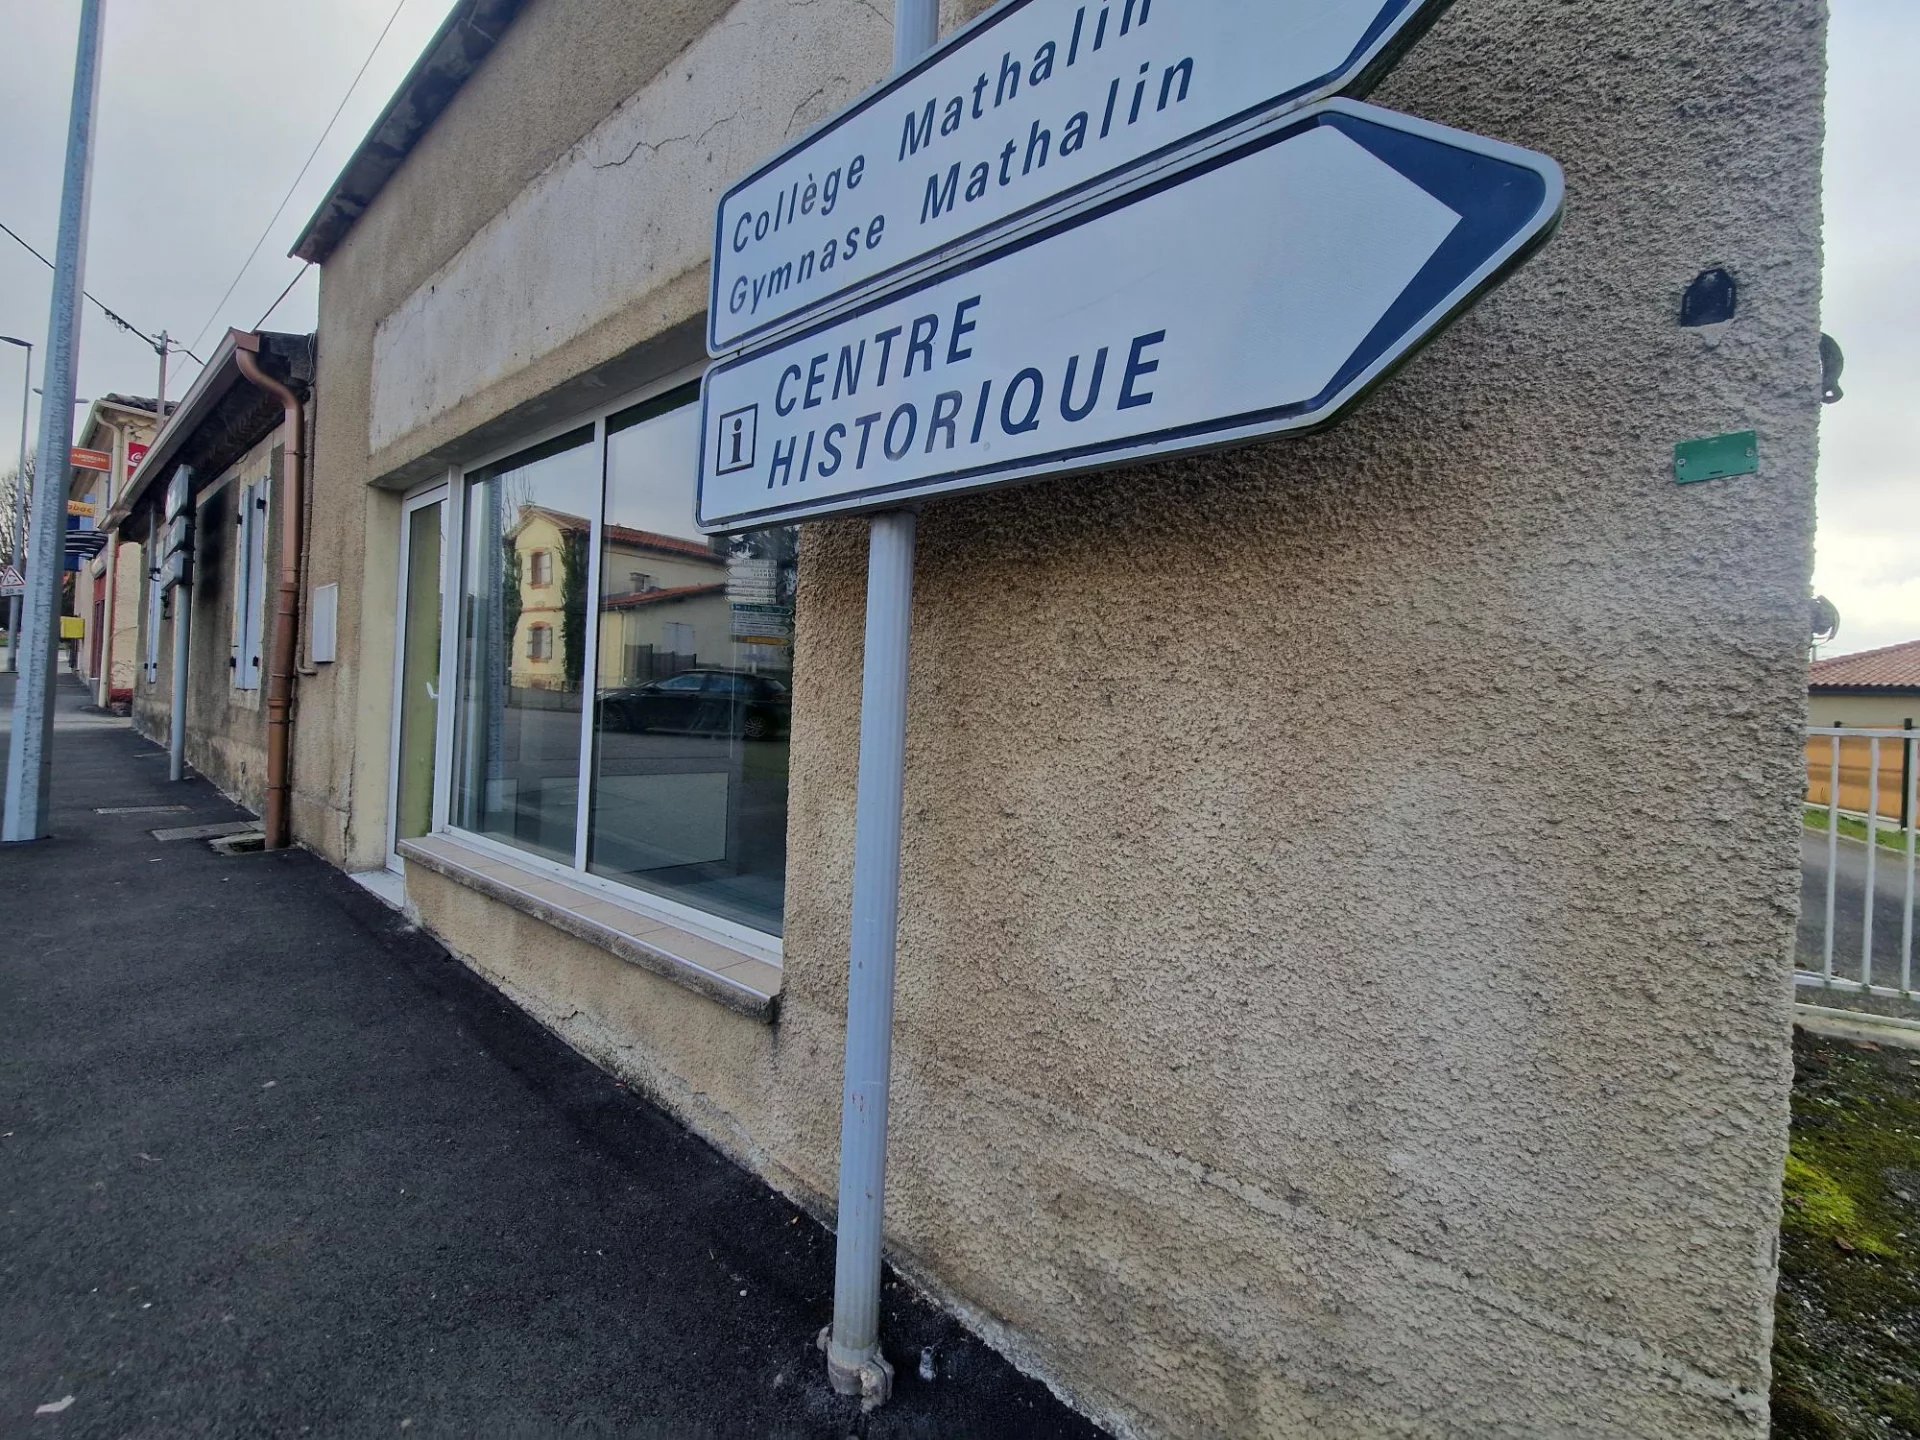 Collège Mathalin
Gymnase Mathalin
i CENTRE
HISTORIQUE